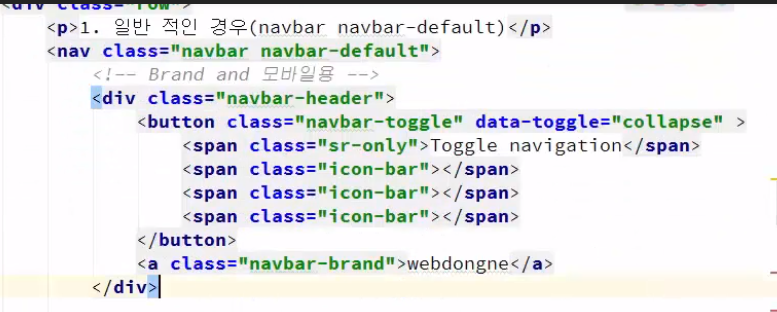 <div class="row">
<p>1. 일반 적인 경우(navbar navbar-default)</p>
<nav class="navbar navbar-default">
<!-- Brand and 모바일용 -->
<div class="navbar-header">
<button class="navbar-toggle" data-toggle="collapse" >
<span class="sr-only">Toggle navigation</span>
<span class="icon-bar"></span>
<span class="icon-bar"></span>
<span class="icon-bar"></span>
</button>
<a class="navbar-brand">webdongne</a>
</div>